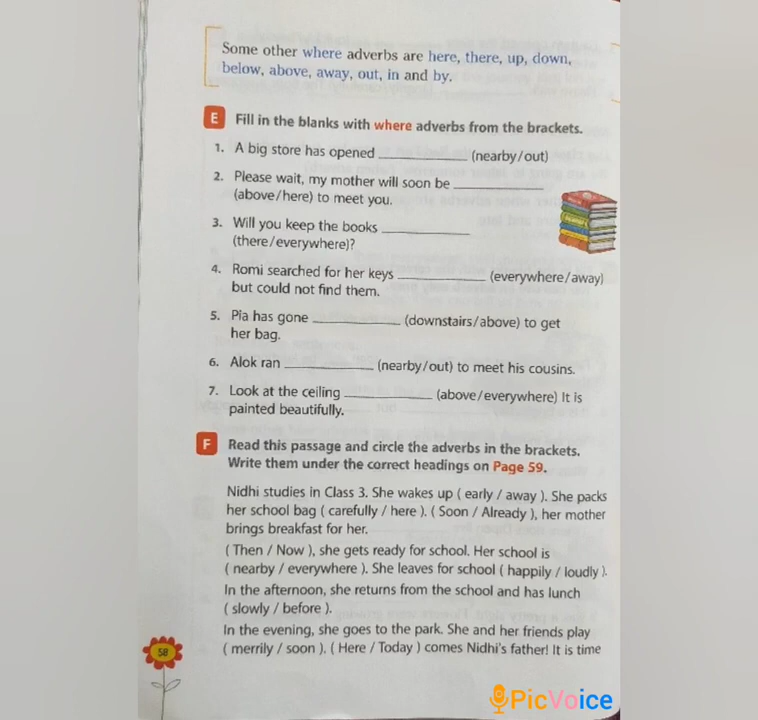 Some other where adverbs are here, there, up, down,
below, above, away, out, in and by.
E Fill in the blanks with where adverbs from the brackets.
1. A big store has opened ____________ (nearby/out)
2. Please wait, my mother will soon be ____________
(above/here) to meet you.
3. Will you keep the books ____________
(there/everywhere)?
4. Romi searched for her keys ____________ (everywhere/away)
but could not find them.
5. Pia has gone ____________ (downstairs/above) to get
her bag.
6. Alok ran ____________ (nearby/out) to meet his cousins.
7. Look at the ceiling ____________ (above/everywhere) It is
painted beautifully.
F Read this passage and circle the adverbs in the brackets.
Write them under the correct headings on Page 59.
Nidhi studies in Class 3. She wakes up ( early / away ). She packs
her school bag ( carefully / here ). ( Soon / Already ), her mother
brings breakfast for her.
( Then / Now ), she gets ready for school. Her school is
( nearby / everywhere ). She leaves for school ( happily / loudly ).
In the afternoon, she returns from the school and has lunch
( slowly / before ).
In the evening, she goes to the park. She and her friends play
( merrily / soon ). ( Here / Today ) comes Nidhi's father! It is time
58
PicVoice